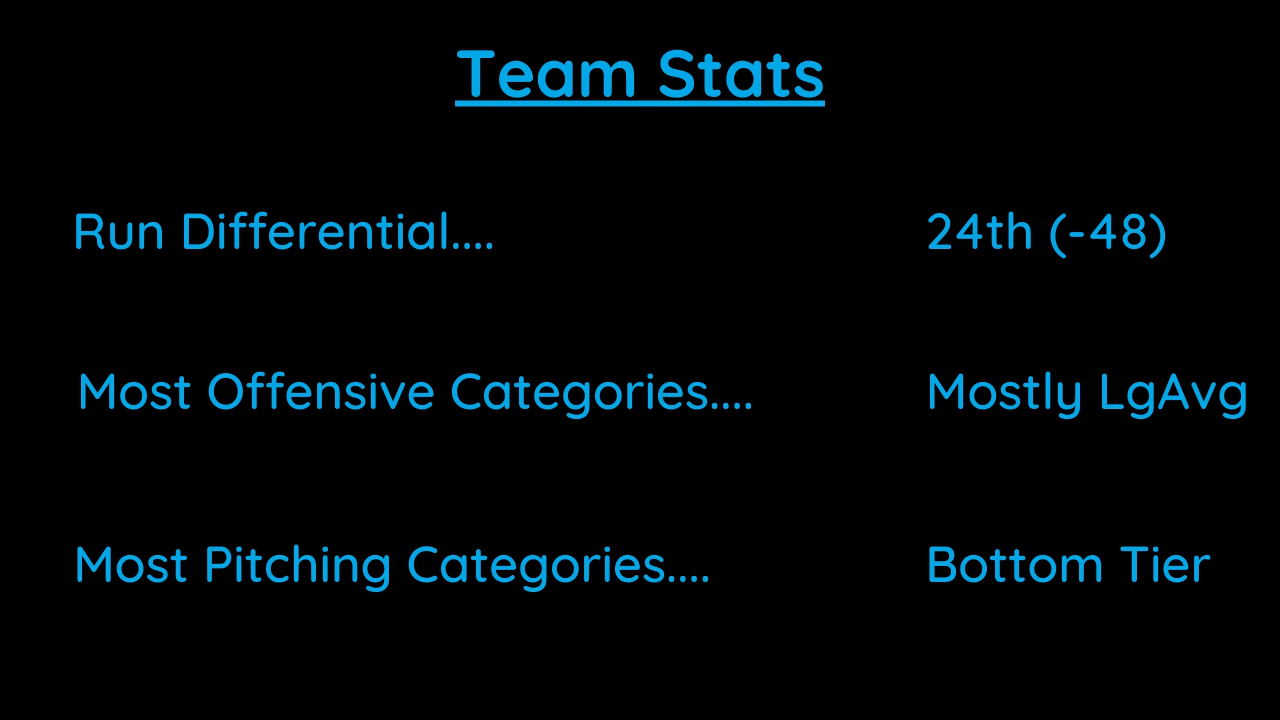 Team Stats
Run Differential.... 24th (-48)
Most Offensive Categories.... Mostly LgAvg
Most Pitching Categories.... Bottom Tier